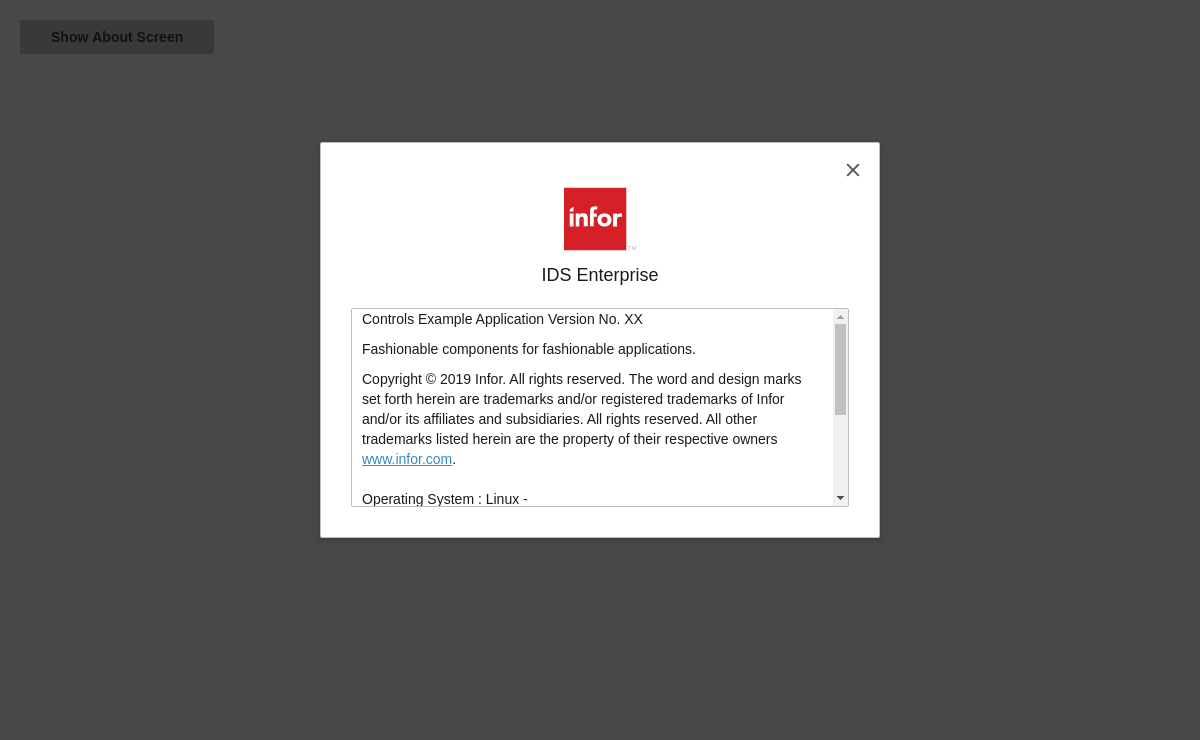 Show About Screen
infor
TM
IDS Enterprise
Controls Example Application Version No. XX
Fashionable components for fashionable applications.
Copyright © 2019 Infor. All rights reserved. The word and design marks
set forth herein are trademarks and/or registered trademarks of Infor
and/or its affiliates and subsidiaries. All rights reserved. All other
trademarks listed herein are the property of their respective owners
www.infor.com.
Operating System : Linux -